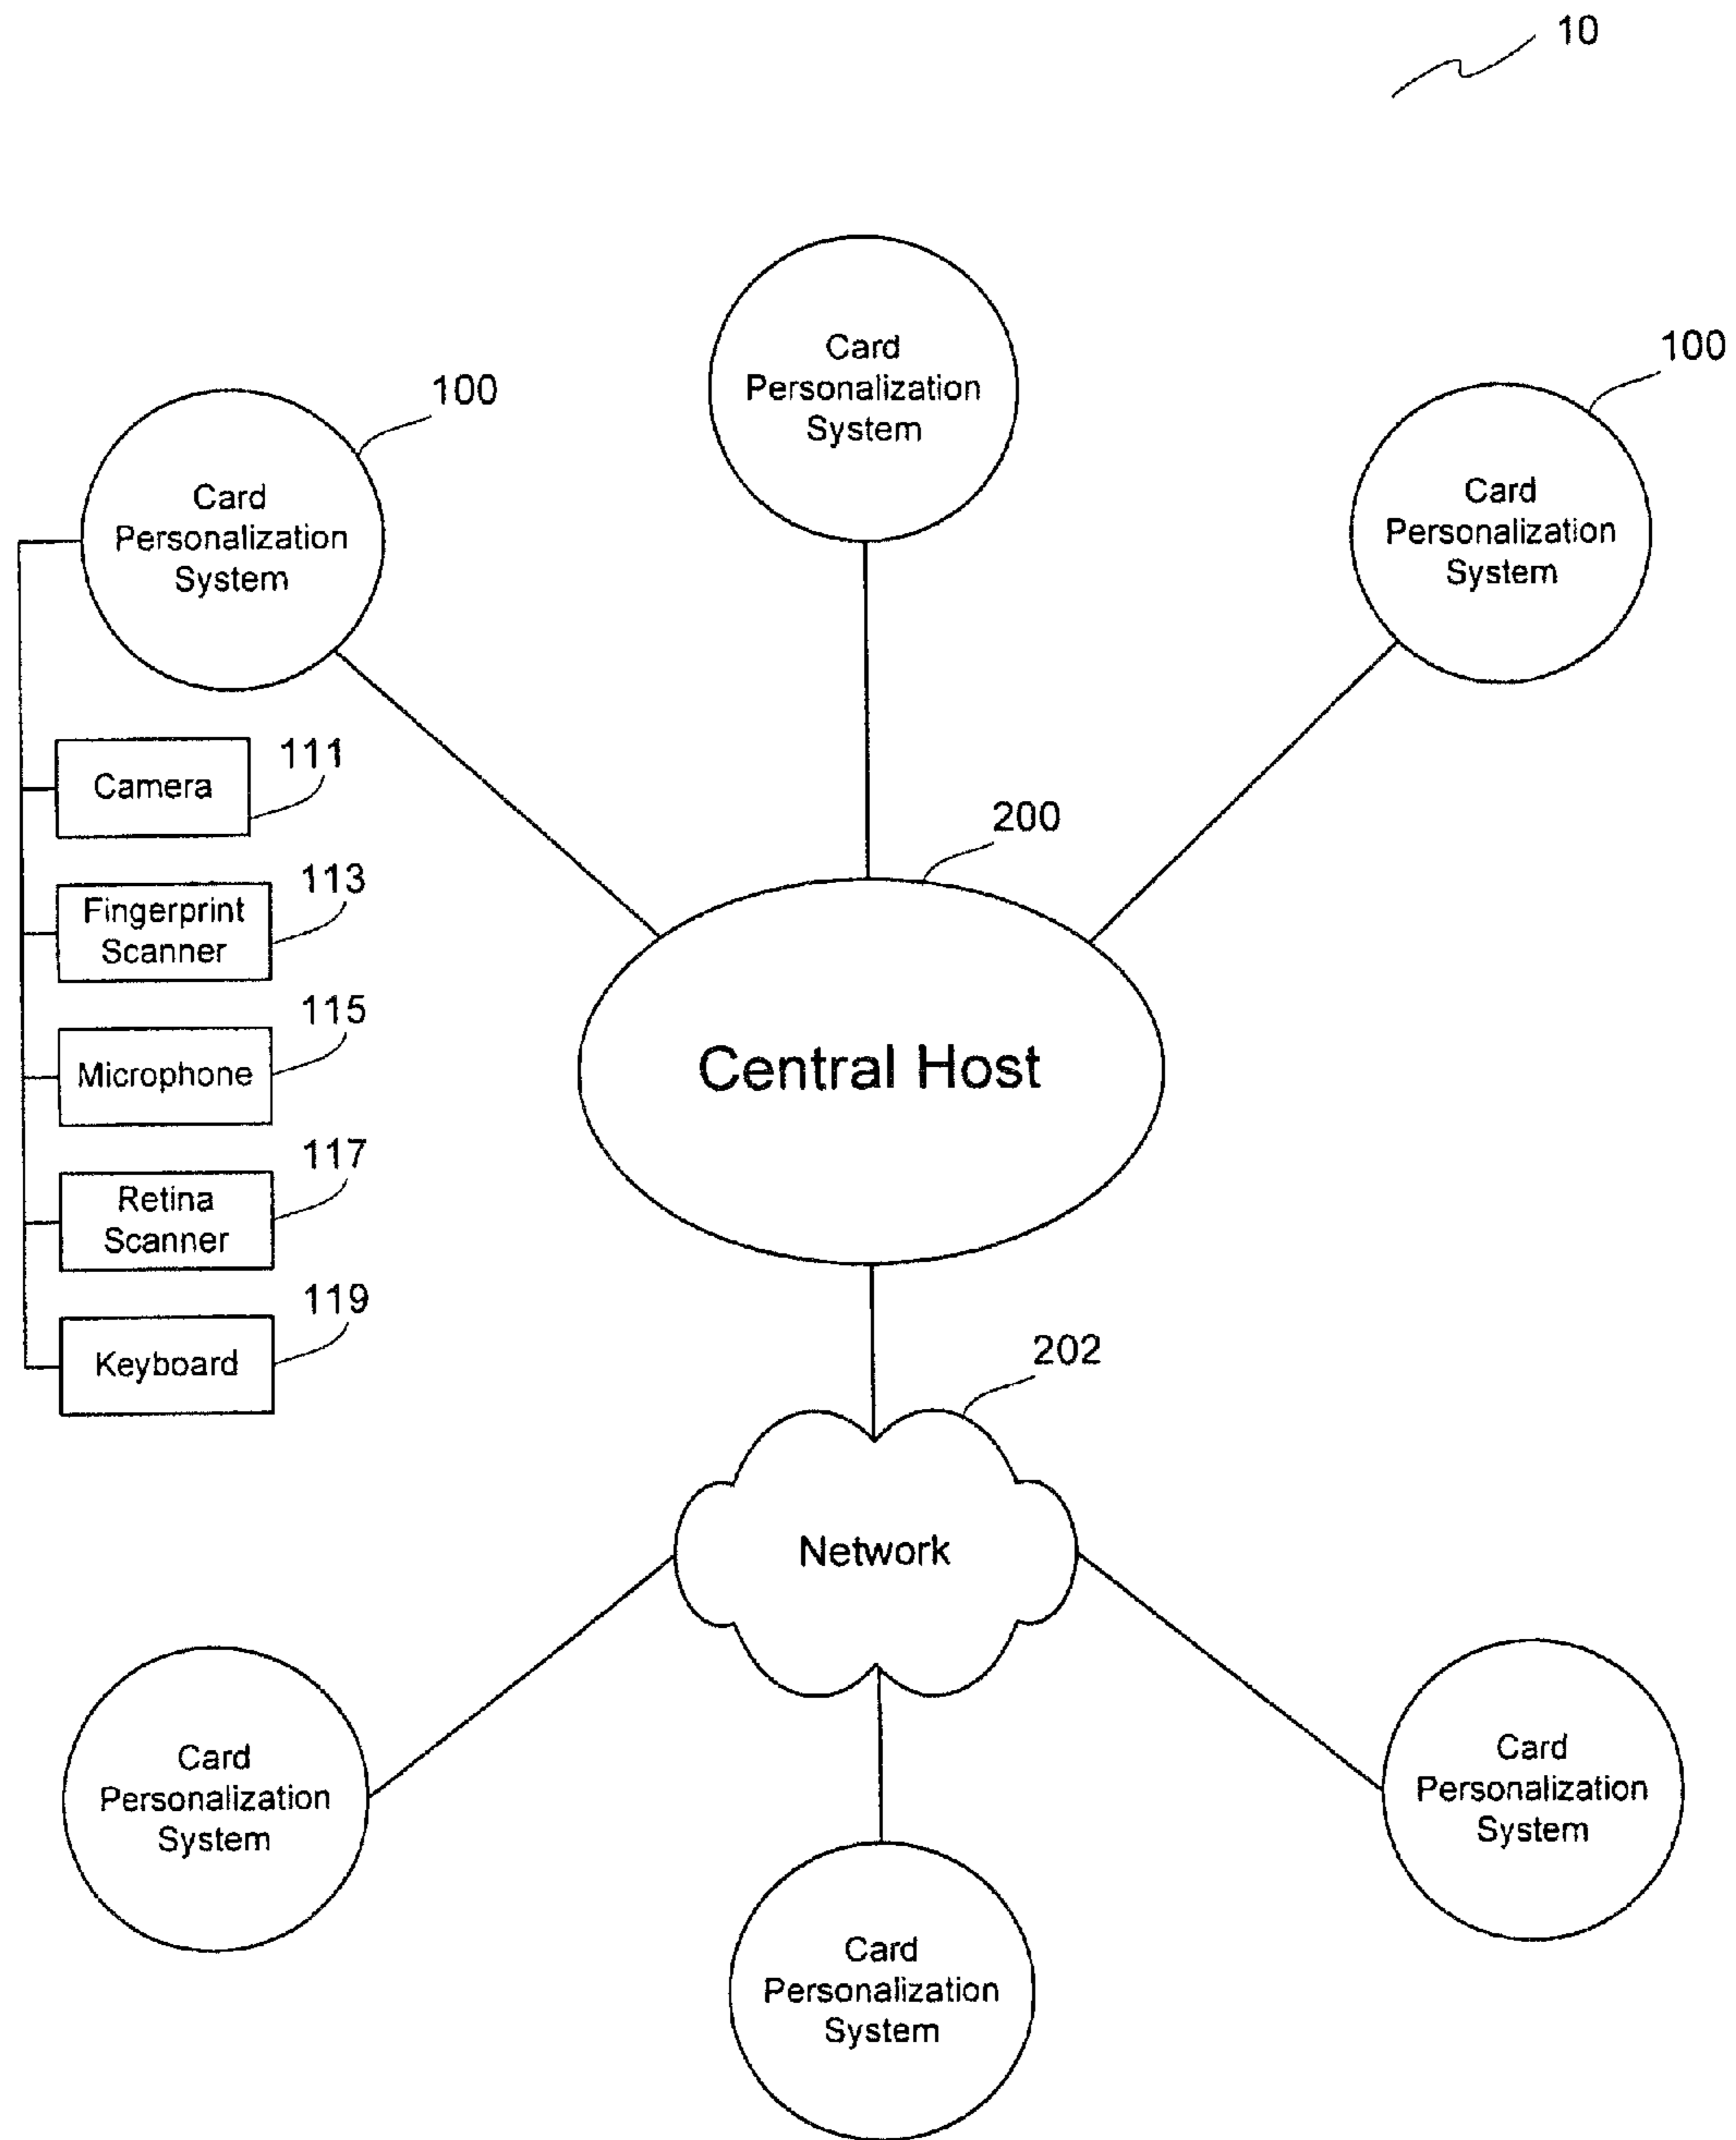 10
Card
Personalization
System
100
Card
Personalization
System
100
Card
Personalization
System
111
Camera
113
Fingerprint
Scanner
115
Microphone
117
Retina
Scanner
119
Keyboard
200
Central Host
202
Network
Card
Personalization
System
Card
Personalization
System
Card
Personalization
System